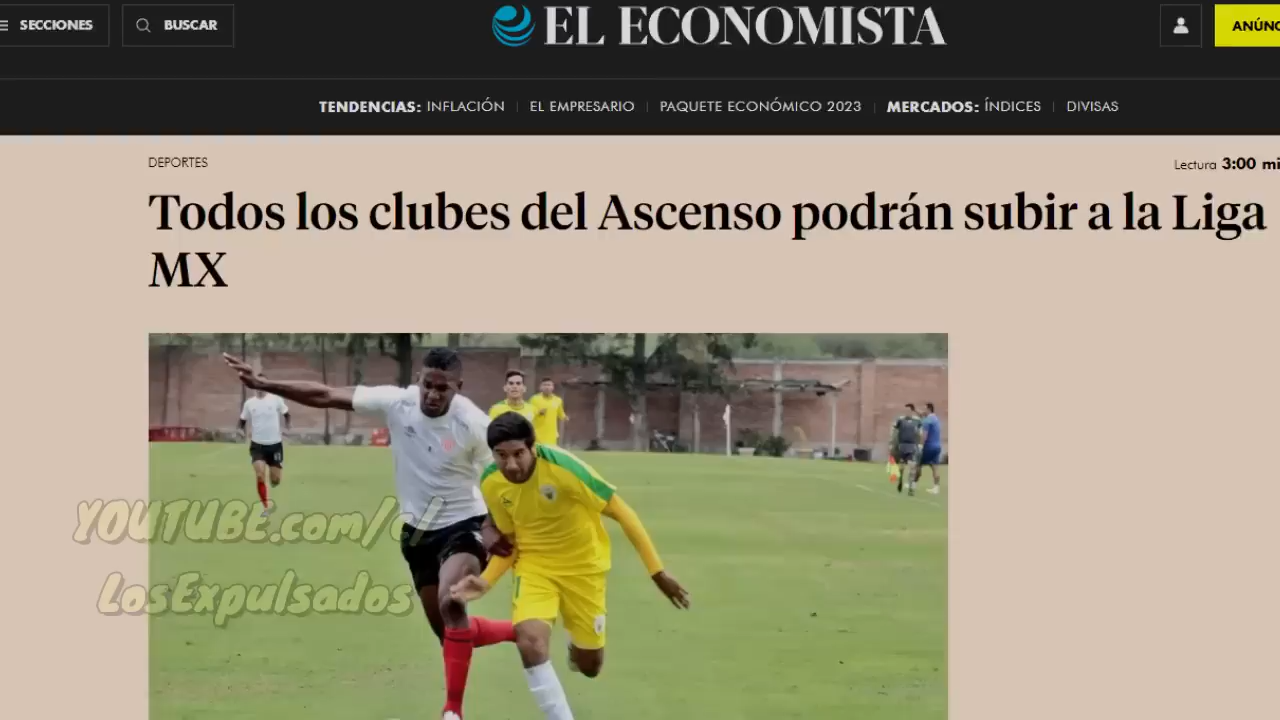 SECCIONES
BUSCAR
EL ECONOMISTA
ANÚNC
TENDENCIAS: INFLACIÓN EL EMPRESARIO PAQUETE ECONÓMICO 2023 MERCADOS: ÍNDICES DIVISAS
DEPORTES
Lectura 3:00 mi
Todos los clubes del Ascenso podrán subir a la Liga
MX
YOUTUBE.com/c/
LosExpulsados